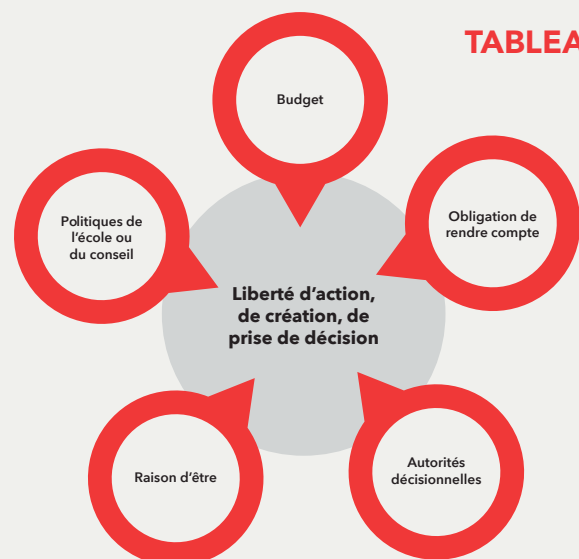 TABLEA
Budget
Politiques de
l'école ou
du conseil
Obligation de
rendre compte
Liberté d'action,
de création, de
prise de décision
Raison d'être
Autorités
décisionnelles